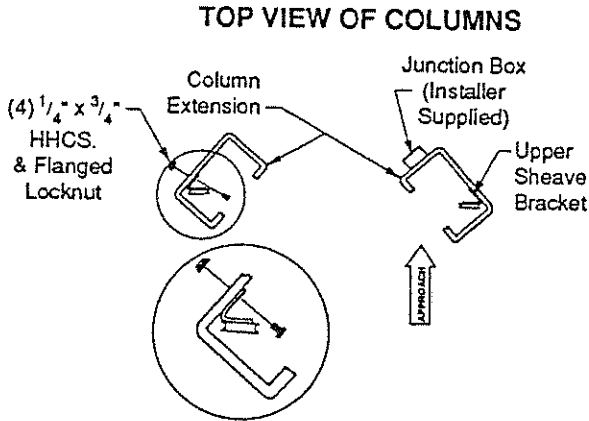 TOP VIEW OF COLUMNS
(4) 1/4" x 3/4"
HHCS.
& Flanged
Locknut
Column
Extension
Junction Box
(Installer
Supplied)
Upper
Sheave
Bracket
APPROACH